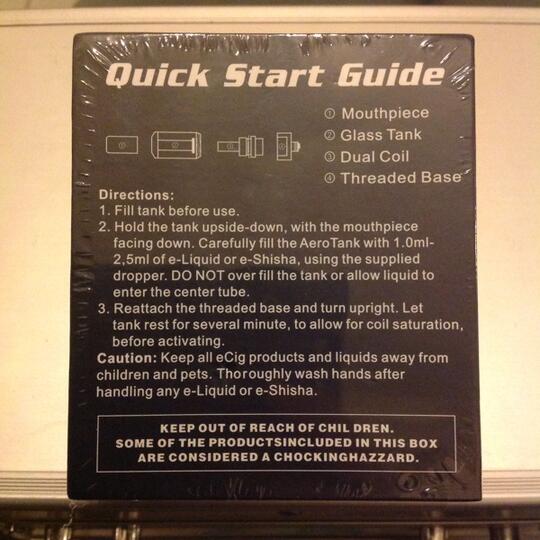 Quick Start Guide
① Mouthpiece
② Glass Tank
③ Dual Coil
④ Threaded Base
Directions:
1. Fill tank before use.
2. Hold the tank upside-down, with the mouthpiece
facing down. Carefully fill the AeroTank with 1.0ml-
2,5ml of e-Liquid or e-Shisha, using the supplied
dropper. DO NOT over fill the tank or allow liquid to
enter the center tube.
3. Reattach the threaded base and turn upright. Let
tank rest for several minute, to allow for coil saturation,
before activating.
Caution: Keep all eCig products and liquids away from
children and pets. Thoroughly wash hands after
handling any e-Liquid or e-Shisha.
KEEP OUT OF REACH OF CHIL DREN.
SOME OF THE PRODUCTSINCLUDED IN THIS BOX
ARE CONSIDERED A CHOCKINGHAZZARD.